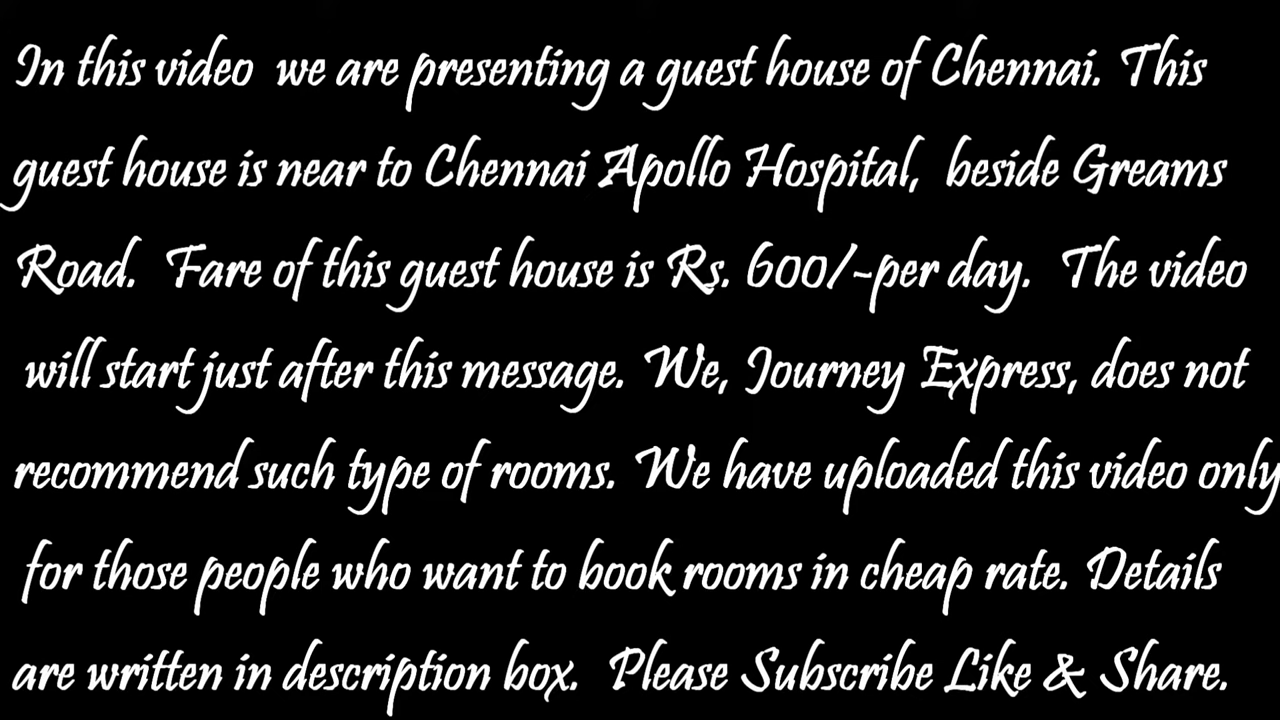 In this video we are presenting a guest house of Chennai. This
guest house is near to Chennai Apollo Hospital, beside Greams
Road. Fare of this guest house is Rs. 600/-per day. The video
will start just after this message. We, Journey Express, does not
recommend such type of rooms. We have uploaded this video only
for those people who want to book rooms in cheap rate. Details
are written in description box. Please Subscribe Like & Share.